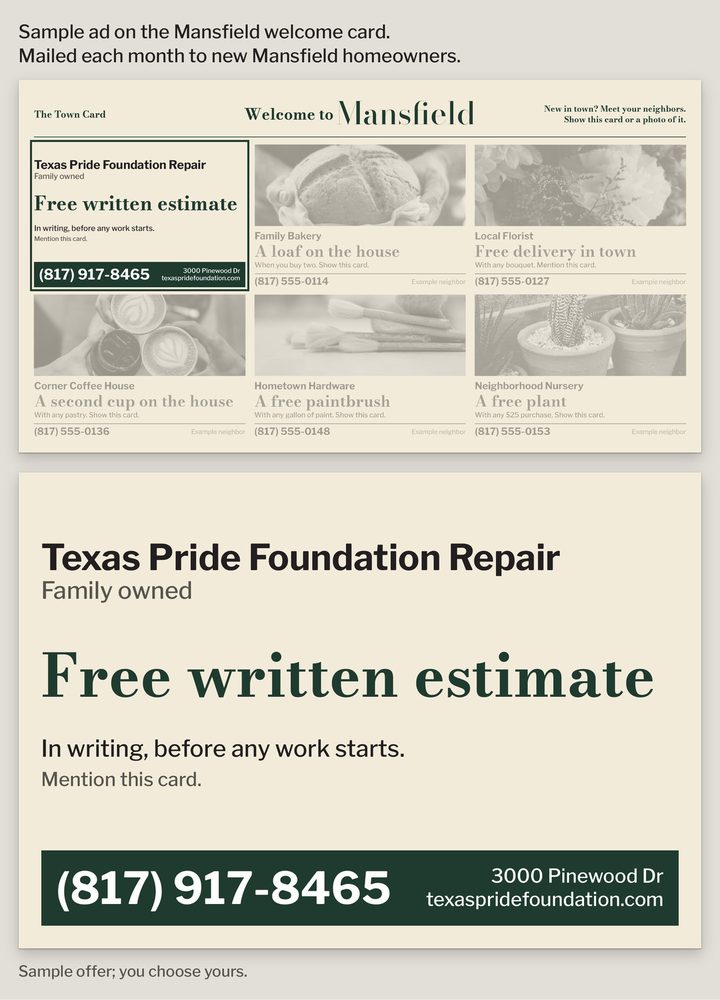 Sample ad on the Mansfield welcome card.
Mailed each month to new Mansfield homeowners.
The Town Card
Welcome to Mansfield
New in town? Meet your neighbors.
Show this card or a photo of it.
Texas Pride Foundation Repair
Family owned
Free written estimate
In writing, before any work starts.
Mention this card.
(817) 917-8465
3000 Pinewood Dr
texaspridefoundation.com
Family Bakery
A loaf on the house
When you buy two. Show this card.
(817) 555-0114
Example neighbor
Local Florist
Free delivery in town
With any bouquet. Mention this card.
(817) 555-0127
Example neighbor
Corner Coffee House
A second cup on the house
With any pastry. Show this card.
(817) 555-0136
Example neighbor
Hometown Hardware
A free paintbrush
With any gallon of paint. Show this card.
(817) 555-0148
Example neighbor
Neighborhood Nursery
A free plant
With any $25 purchase. Show this card.
(817) 555-0153
Example neighbor
Texas Pride Foundation Repair
Family owned
Free written estimate
In writing, before any work starts.
Mention this card.
(817) 917-8465
3000 Pinewood Dr
texaspridefoundation.com
Sample offer; you choose yours.